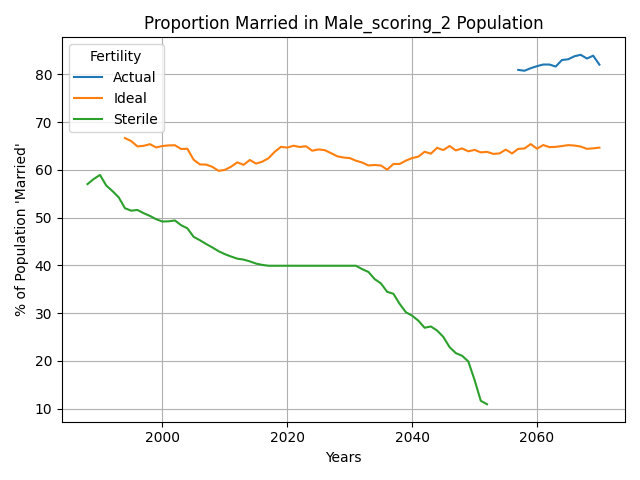 Proportion Married in Male_scoring_2 Population
Fertility
Actual
Ideal
Sterile
% of Population 'Married'
80
70
60
50
40
30
20
10
2000
2020
2040
2060
Years